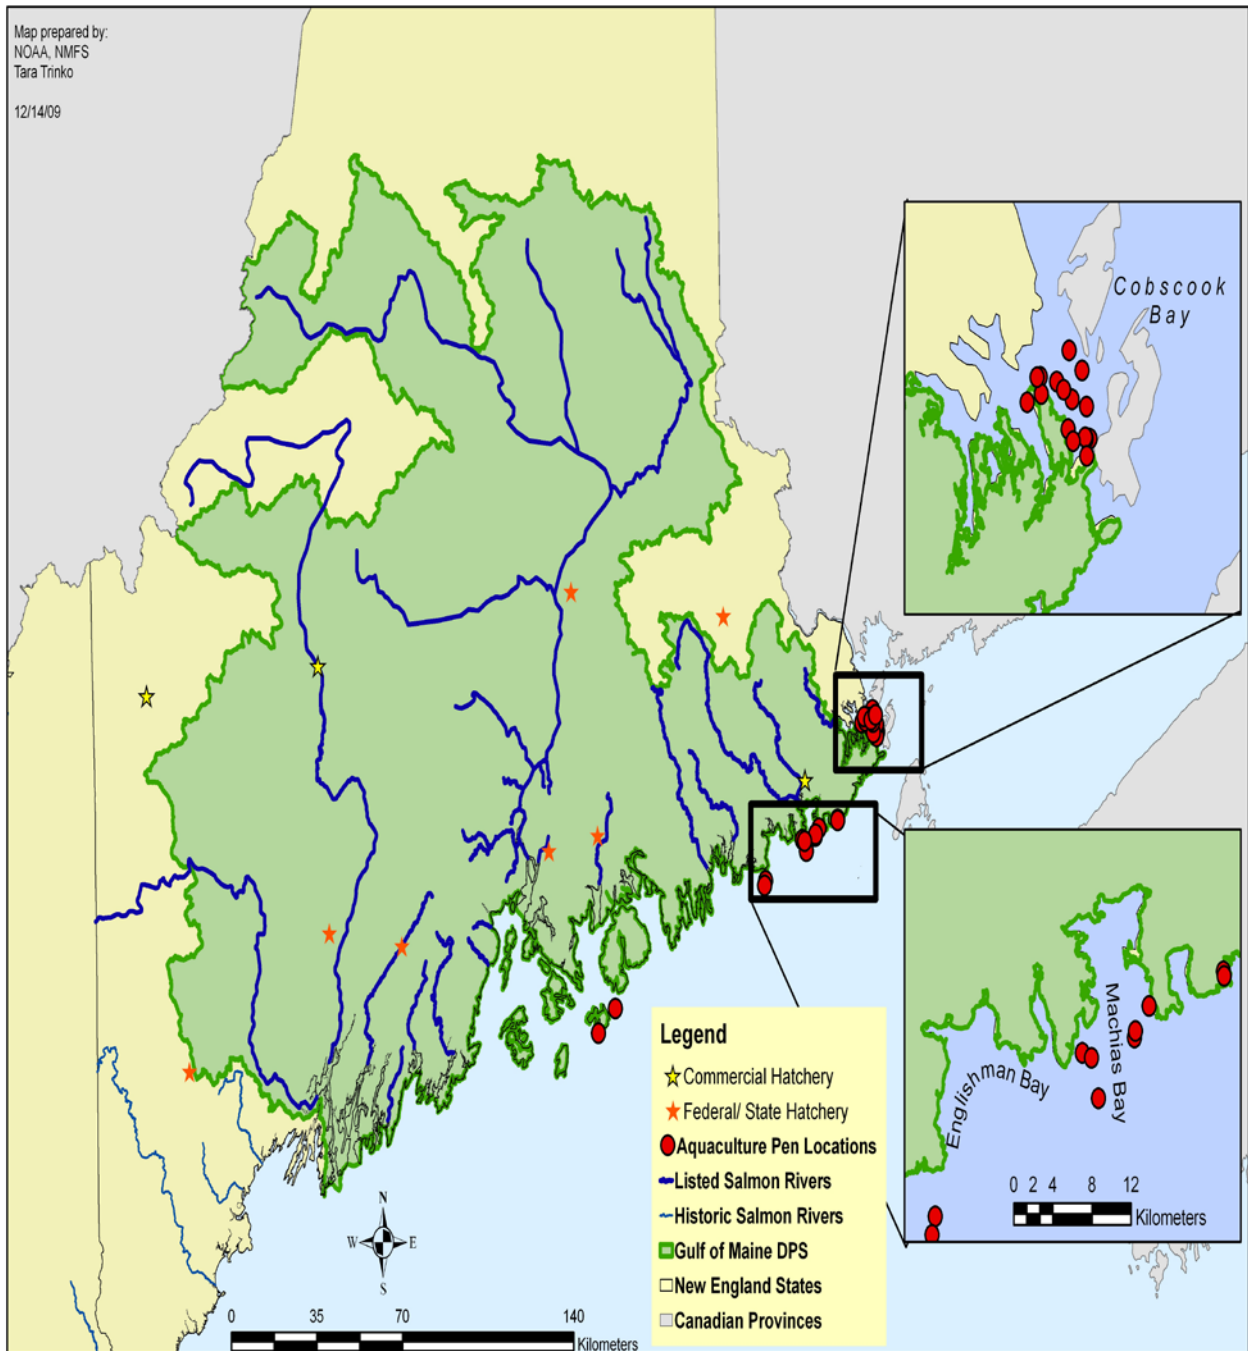 Map prepared by:
NOAA, NMFS
Tara Trinko
12/14/09
Cobscook
Bay
Englishman Bay
Machias Bay
0 2 4 8 12
Kilometers
Legend
Commercial Hatchery
Federal/ State Hatchery
Aquaculture Pen Locations
Listed Salmon Rivers
Historic Salmon Rivers
Gulf of Maine DPS
New England States
Canadian Provinces
N
W E
S
0 35 70 140
Kilometers